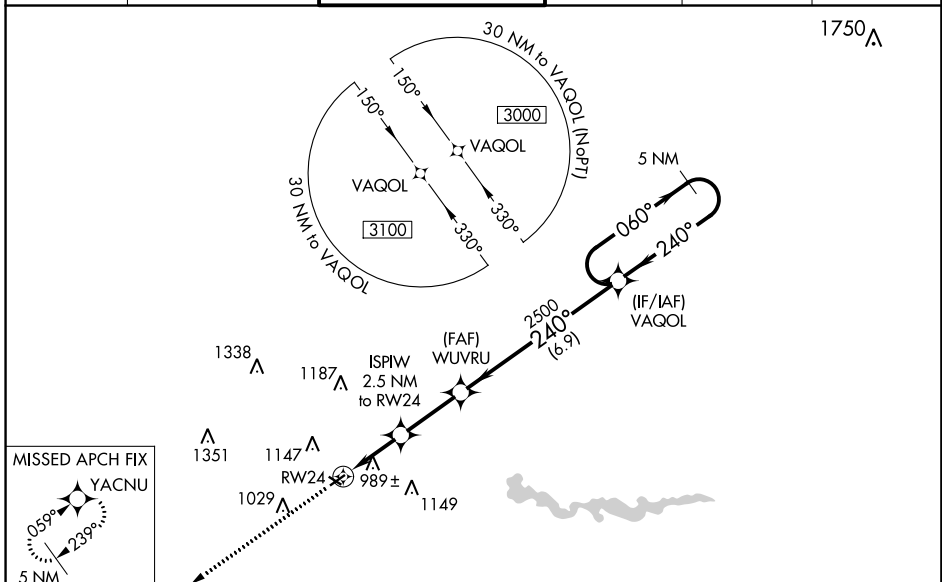 1750
30 NM to VAQOL (NoPT)
150°
3000
VAQOL
330°
150°
VAQOL
3100
330°
30 NM to VAQOL
5 NM
060°
240°
(IF/IAF)
VAQOL
2500
240°
(6.9)
(FAF)
WUVRU
ISPIW
2.5 NM
to RW24
1338
1187
1351
1147
RW24
989±
1029
1149
MISSED APCH FIX
YACNU
059°
239°
5 NM